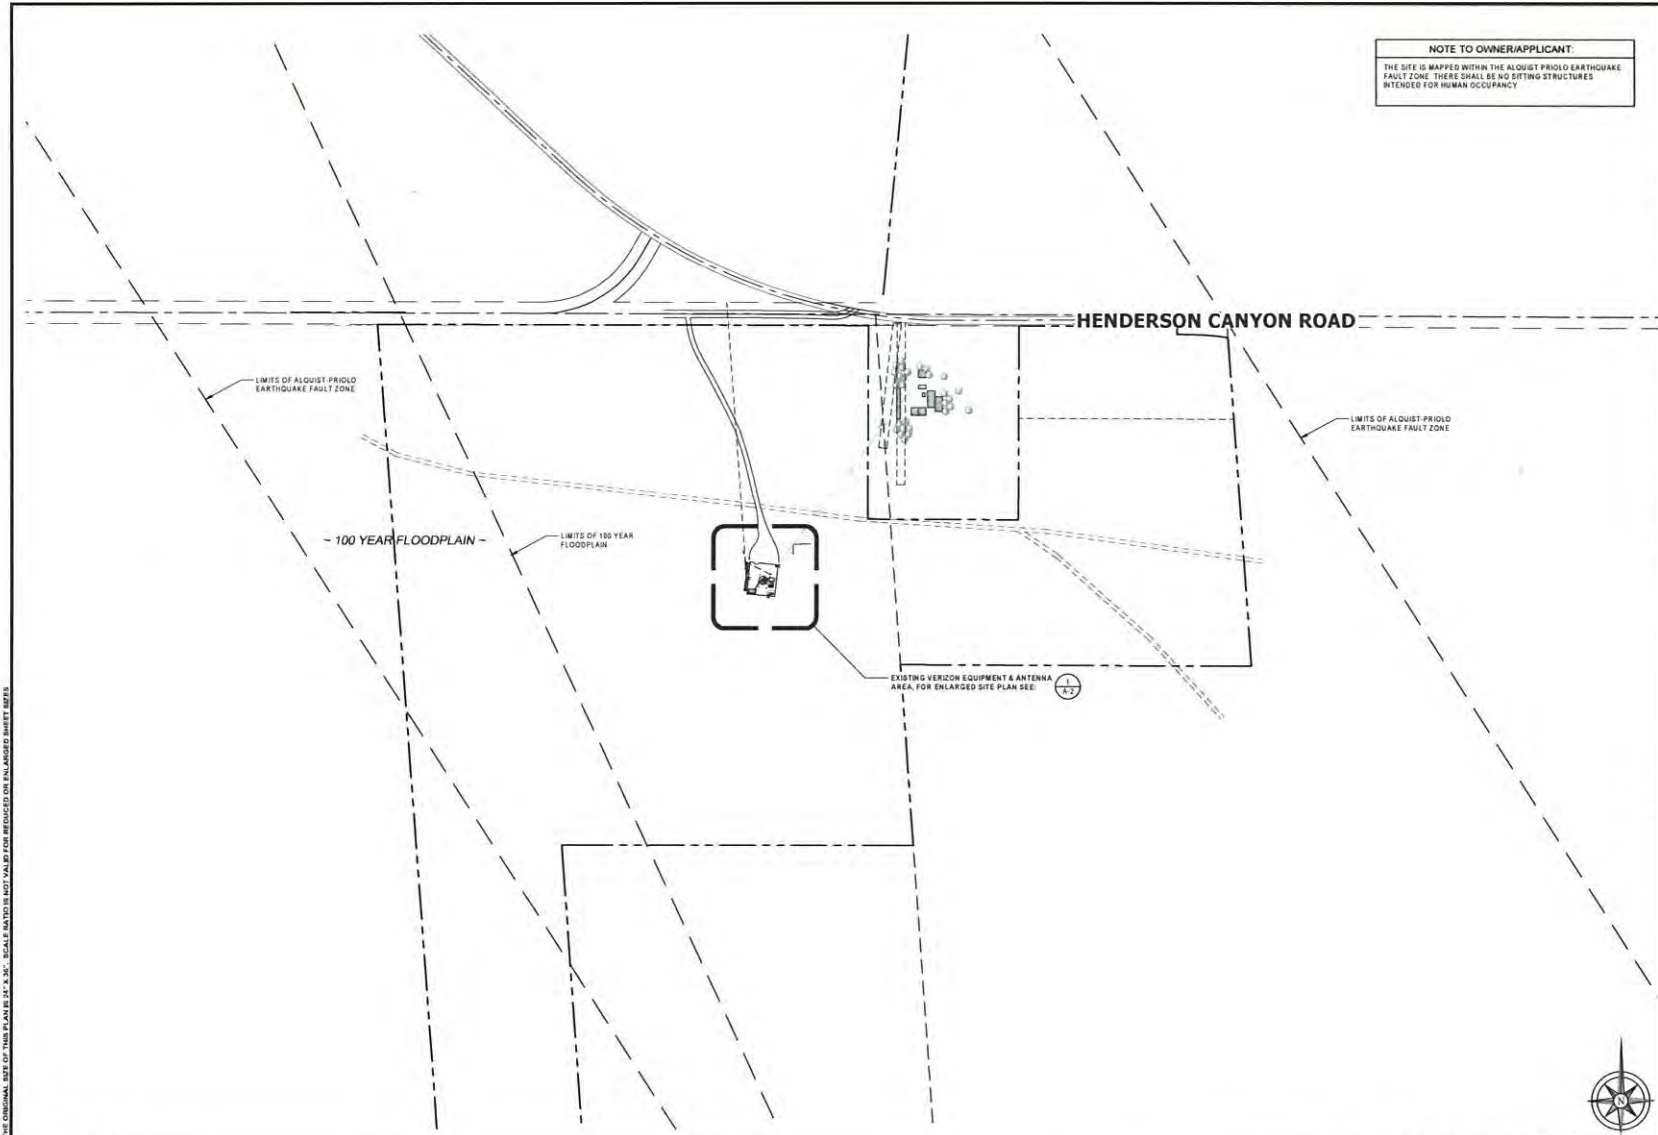 NOTE TO OWNER/APPLICANT:
THE SITE IS MAPPED WITHIN THE ALQUIST PRIOLO EARTHQUAKE
FAULT ZONE THERE SHALL BE NO SITTING STRUCTURES
INTENDED FOR HUMAN OCCUPANCY
HENDERSON CANYON ROAD
LIMITS OF ALQUIST-PRIOLO
EARTHQUAKE FAULT ZONE
LIMITS OF ALQUIST-PRIOLO
EARTHQUAKE FAULT ZONE
~ 100 YEAR FLOODPLAIN ~
LIMITS OF 100 YEAR
FLOODPLAIN
EXISTING VERIZON EQUIPMENT & ANTENNA
AREA, FOR ENLARGED SITE PLAN SEE:
1
A-2
THE ORIGINAL SIZE OF THIS PLAN IS 24" X 36". SCALE RATIO IS NOT VALID FOR REDUCED OR ENLARGED SHEET SIZES
N